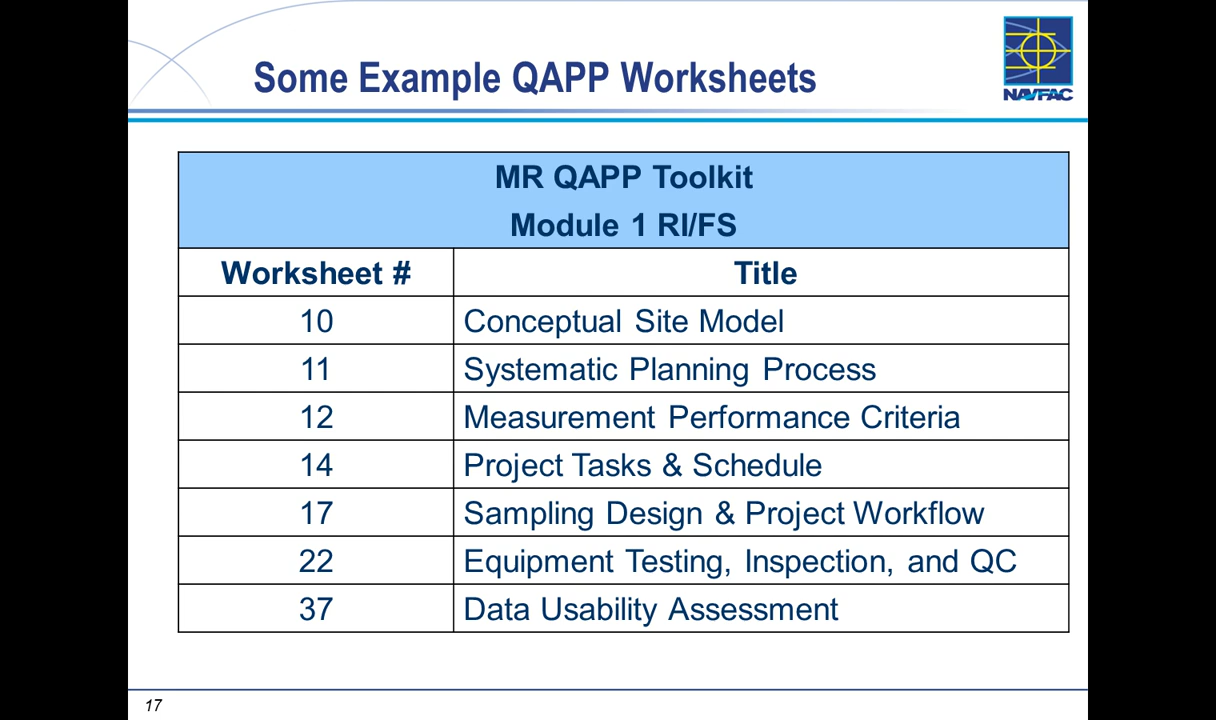 Some Example QAPP Worksheets
NAVFAC
MR QAPP Toolkit
Module 1 RI/FS
Worksheet # Title
10 Conceptual Site Model
11 Systematic Planning Process
12 Measurement Performance Criteria
14 Project Tasks & Schedule
17 Sampling Design & Project Workflow
22 Equipment Testing, Inspection, and QC
37 Data Usability Assessment
17